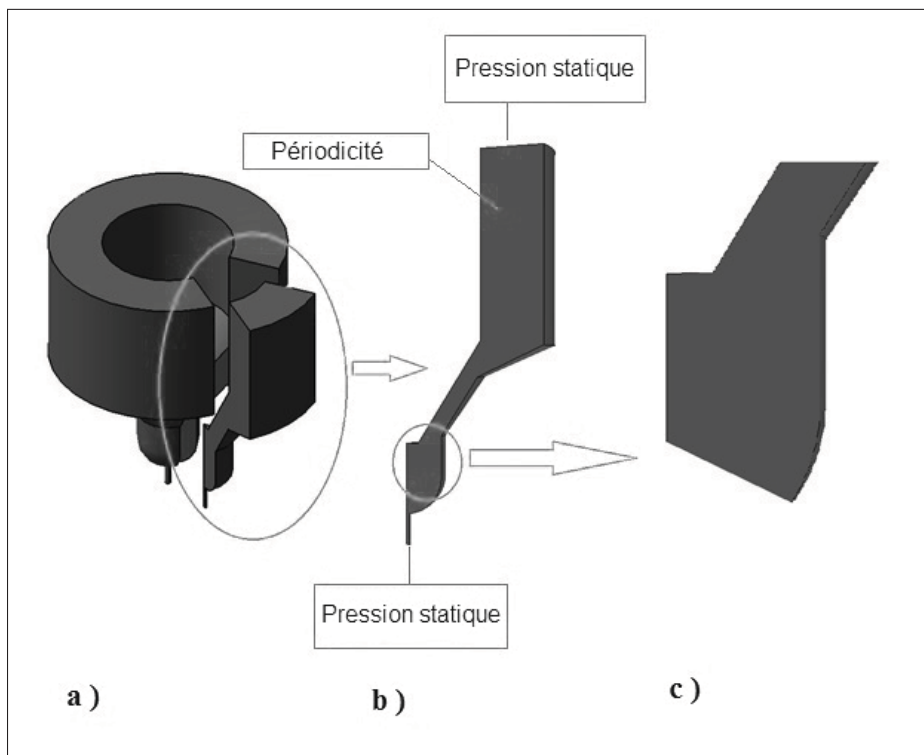 Pression statique
Périodicité
Pression statique
a )
b )
c )